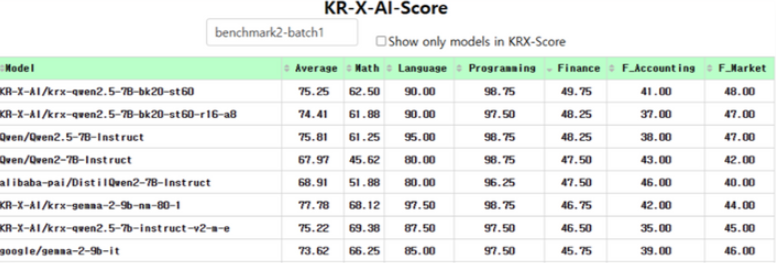 KR-X-AI-Score
benchmark2-batch1
Show only models in KRX-Score
Model Average Math Language Programming Finance F_Accounting F_Market
KR-X-AI/krx-qwen2.5-7B-bk20-st60 75.25 62.50 90.00 98.75 49.75 41.00 48.00
KR-X-AI/krx-qwen2.5-7B-bk20-st60-r16-a8 74.41 61.88 90.00 97.50 48.25 37.00 47.00
Qwen/Qwen2.5-7B-Instruct 75.81 61.25 95.00 98.75 48.25 38.00 47.00
Qwen/Qwen2-7B-Instruct 67.97 45.62 80.00 98.75 47.50 43.00 42.00
alibaba-pai/DistilQwen2-7B-Instruct 68.91 51.88 80.00 96.25 47.50 46.00 40.00
KR-X-AI/krx-gemma-2-9b-nm-80-1 77.78 68.12 97.50 98.75 46.75 42.00 44.00
KR-X-AI/krx-qwen2.5-7b-instruct-v2-m-e 75.22 69.38 87.50 97.50 46.50 35.00 45.00
google/gemma-2-9b-it 73.62 66.25 85.00 97.50 45.75 39.00 46.00